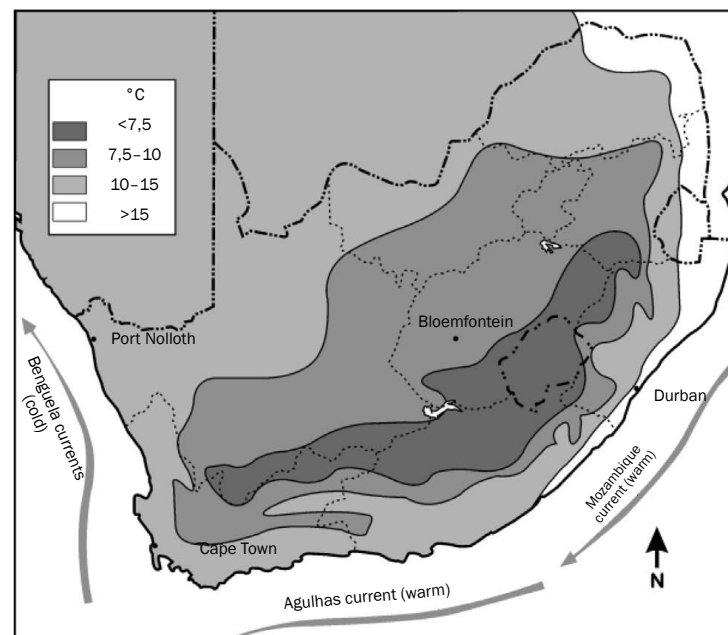 °C
<7,5
7,5–10
10–15
>15
Port Nolloth
Bloemfontein
Durban
Benguela currents
(cold)
Mozambique
current (warm)
Cape Town
N
Agulhas current (warm)